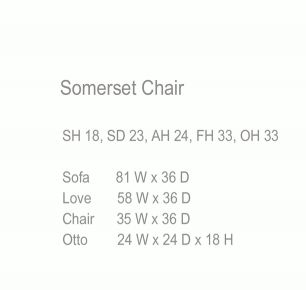 Somerset Chair
SH 18, SD 23, AH 24, FH 33, OH 33
Sofa 81 W x 36 D
Love 58 W x 36 D
Chair 35 W x 36 D
Otto 24 W x 24 D x 18 H